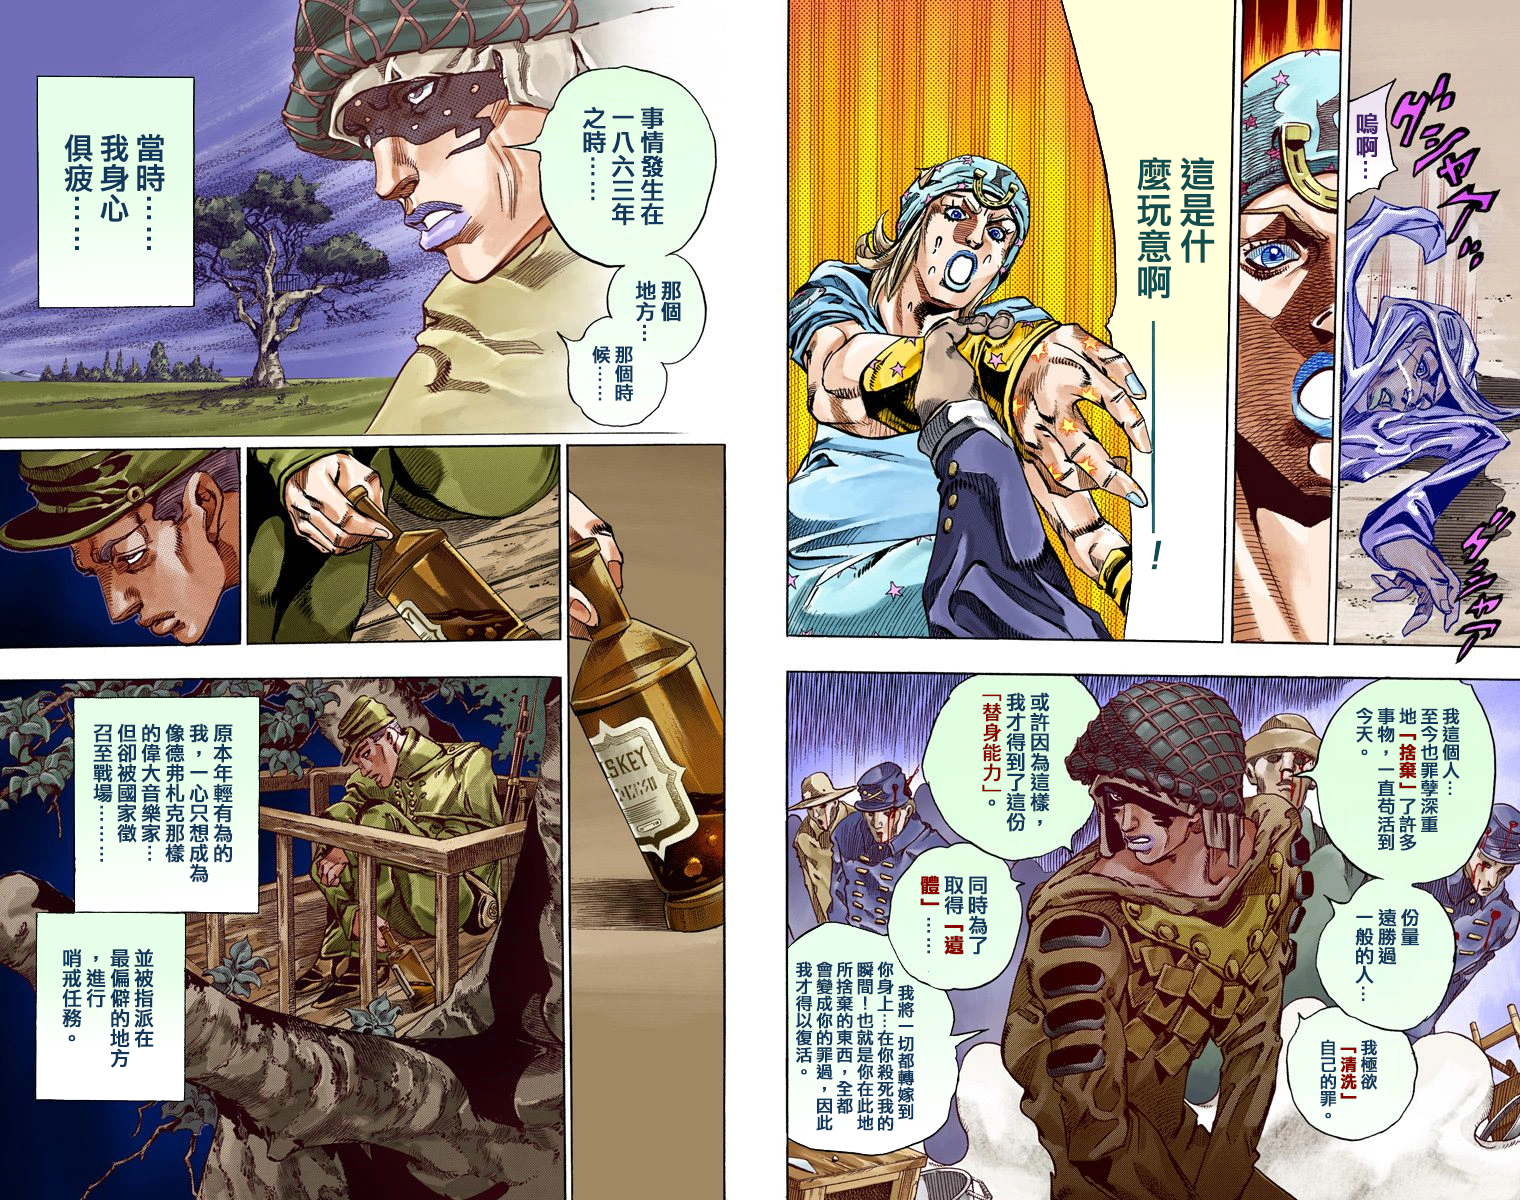 グシャアッ
嗚啊…
グシャア
這是什
麼玩意啊
——！
我這個人…
至今也罪孽深重
地「捨棄」了許多
事物，一直苟活到
今天。
份量
遠勝過
一般的人…
我極欲
「清洗」
自己的罪。
或許因為這樣，
我才得到了這份
「替身能力」。
同時為了
取得「遺
體」……
我將一切都轉嫁到
你身上…在你殺死我的
瞬間！也就是你在此地
所捨棄的東西，全都
會變成你的罪過，因此
我才得以復活。
事情發生在
一八六三年
之時……
那個
地方…
那個時
候……
當時……
我身心
俱疲……
SKEY
原本年輕有為的
我，一心只想成為
像德弗札克那樣
的偉大音樂家…
但卻被國家徵
召至戰場………
並被指派在
最偏僻的地方
，進行
哨戒任務。